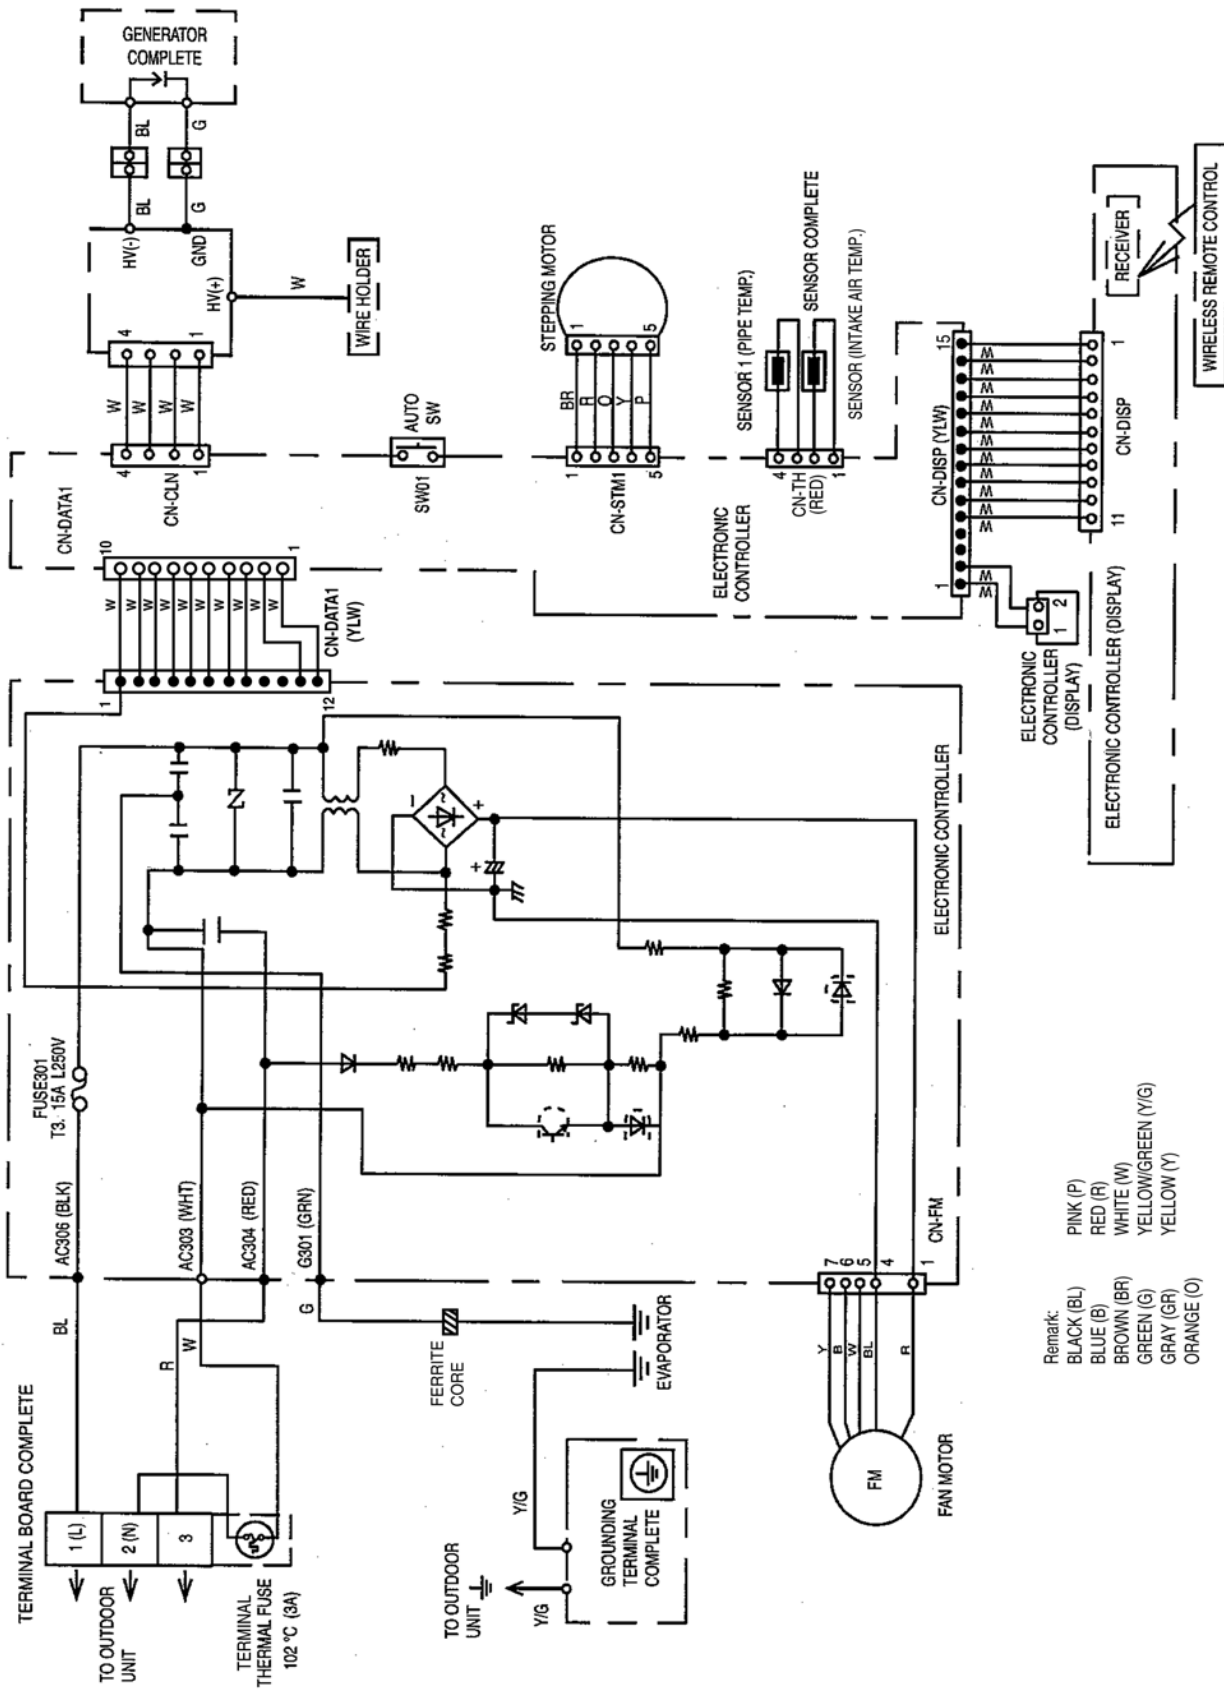 TERMINAL BOARD COMPLETE
1 (L)
2 (N)
3
TO OUTDOOR
UNIT
TERMINAL
THERMAL FUSE
102 °C (3A)
BL
R
W
AC306 (BLK)
AC303 (WHT)
AC304 (RED)
G301 (GRN)
G
FUSE301
T3. 15A L250V
FERRITE
CORE
EVAPORATOR
Y/G
TO OUTDOOR
UNIT
Y/G
GROUNDING
TERMINAL
COMPLETE
FM
FAN MOTOR
Y
B
W
BL
R
7
6
5
4
1
CN-FM
ELECTRONIC CONTROLLER
~
~
+
+
1
12
CN-DATA1
(YLW)
W
W
W
W
W
W
W
W
10
1
CN-DATA1
4
1
CN-CLN
W
W
W
W
4
1
HV(-)
GND
HV(+)
W
WIRE HOLDER
BL
G
BL
G
GENERATOR
COMPLETE
SW01
AUTO
SW
1
5
CN-STM1
BR
R
O
Y
P
1
5
STEPPING MOTOR
ELECTRONIC
CONTROLLER
4
1
CN-TH
(RED)
SENSOR 1 (PIPE TEMP.)
SENSOR COMPLETE
SENSOR (INTAKE AIR TEMP.)
1
15
CN-DISP (YLW)
W
W
W
W
W
W
W
W
W
W
W
W
W
1
2
ELECTRONIC
CONTROLLER
(DISPLAY)
11
1
CN-DISP
ELECTRONIC CONTROLLER (DISPLAY)
RECEIVER
WIRELESS REMOTE CONTROL
Remark:
BLACK (BL)
BLUE (B)
BROWN (BR)
GREEN (G)
GRAY (GR)
ORANGE (O)
PINK (P)
RED (R)
WHITE (W)
YELLOW/GREEN (Y/G)
YELLOW (Y)